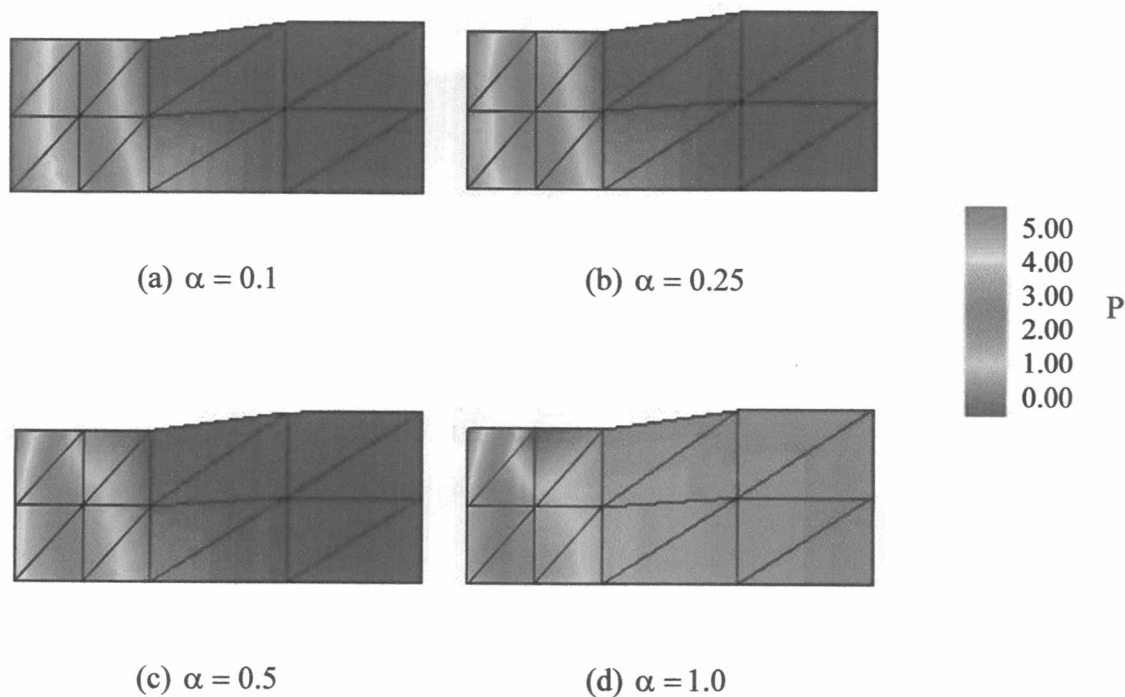 (a) α = 0.1
(b) α = 0.25
5.00
4.00
3.00
2.00
1.00
0.00
P
(c) α = 0.5
(d) α = 1.0